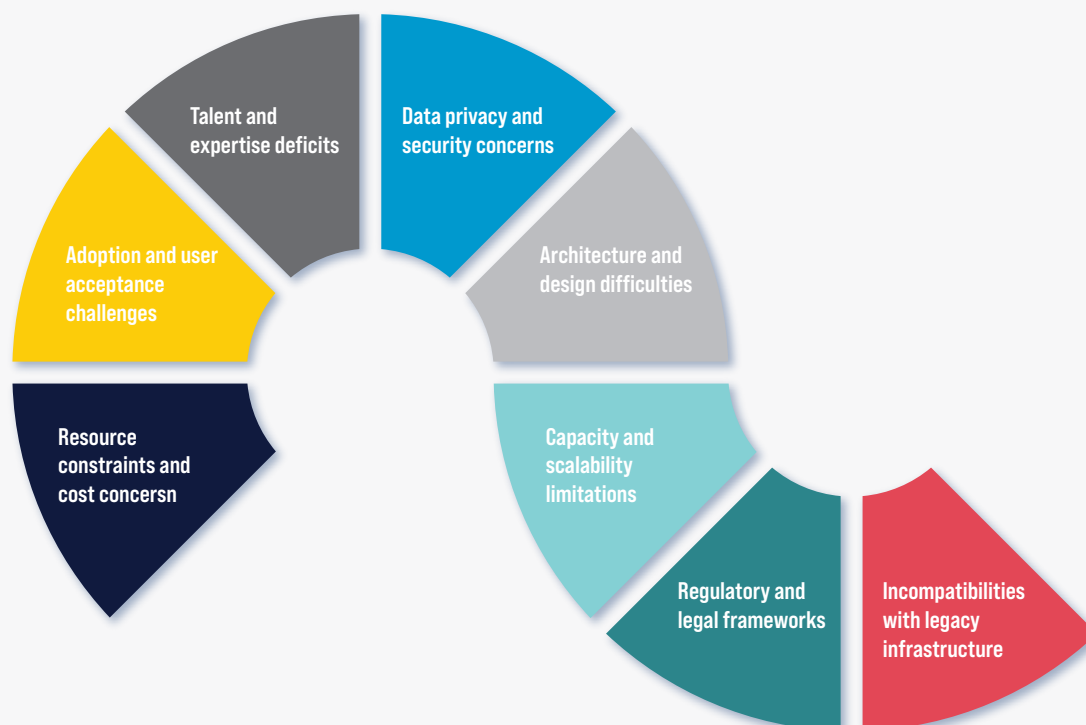 Resource
constraints and
cost concersn
Adoption and user
acceptance
challenges
Talent and
expertise deficits
Data privacy and
security concerns
Architecture and
design difficulties
Capacity and
scalability
limitations
Regulatory and
legal frameworks
Incompatibilities
with legacy
infrastructure